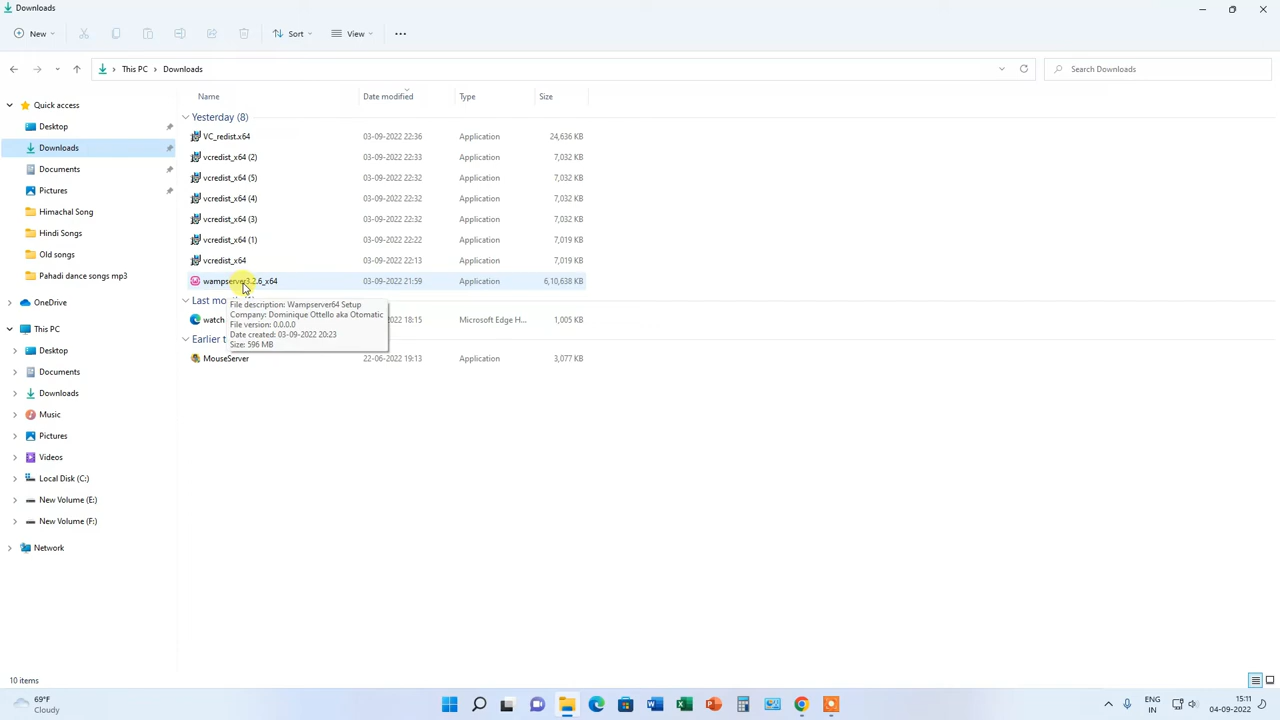 Downloads
New
Sort
View
This PC
Downloads
Search Downloads
Name
Date modified
Type
Size
Quick access
Desktop
Downloads
Documents
Pictures
Himachal Song
Hindi Songs
Old songs
Pahadi dance songs mp3
OneDrive
This PC
Desktop
Documents
Downloads
Music
Pictures
Videos
Local Disk (C:)
New Volume (E:)
New Volume (F:)
Network
Yesterday (8)
VC_redist.x64 03-09-2022 22:36 Application 24,636 KB
vcredist_x64 (2) 03-09-2022 22:33 Application 7,032 KB
vcredist_x64 (5) 03-09-2022 22:32 Application 7,032 KB
vcredist_x64 (4) 03-09-2022 22:32 Application 7,032 KB
vcredist_x64 (3) 03-09-2022 22:32 Application 7,032 KB
vcredist_x64 (1) 03-09-2022 22:22 Application 7,019 KB
vcredist_x64 03-09-2022 22:13 Application 7,019 KB
wampserver3.2.6_x64 03-09-2022 21:59 Application 6,10,638 KB
Last
watch 18:15 Microsoft Edge H... 1,005 KB
Earlier
MouseServer 22-06-2022 19:13 Application 3,077 KB
File description: Wampserver64 Setup
Company: Dominique Ottello aka Otomatic
File version: 0.0.0.0
Date created: 03-09-2022 20:23
Size: 596 MB
10 items
69°F
Cloudy
ENG
IN
15:11
04-09-2022